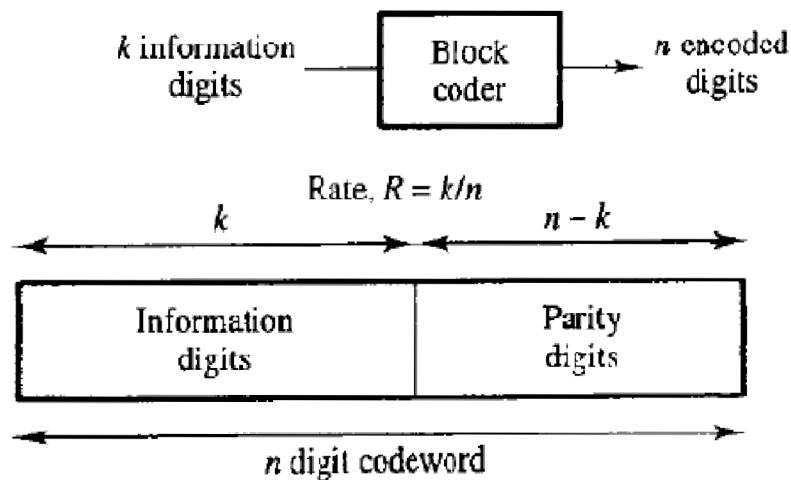 k information
digits
Block
coder
n encoded
digits
Rate, R = k/n
k
n – k
Information
digits
Parity
digits
n digit codeword